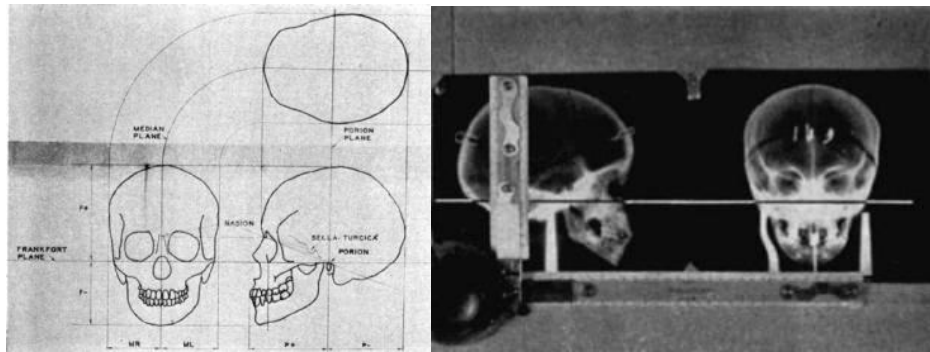 MEDIAN
PLANE
PORION
PLANE
F+
NASION
SELLA-TURCICA
PORION
FRANKFORT
PLANE
F-
MR
ML
P+
P-